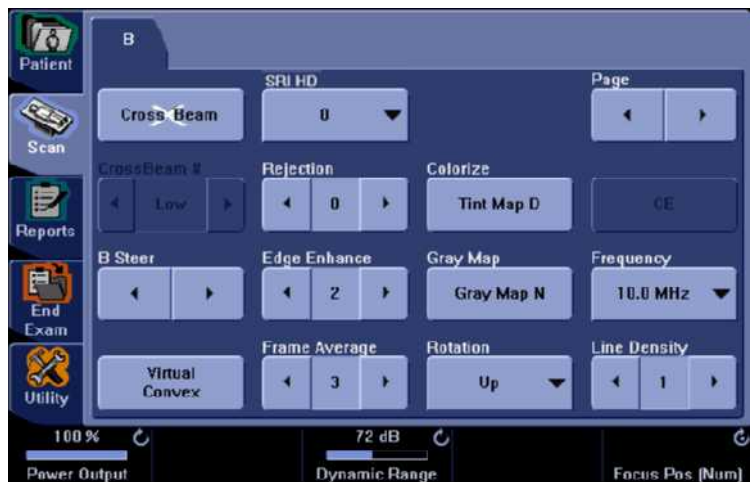 B
Patient
SRI HD
Page
Cross Beam
0
Scan
CrossBeam #
Rejection
Colorize
Low
0
Tint Map D
CE
Reports
B Steer
Edge Enhance
Gray Map
Frequency
2
Gray Map N
10.0 MHz
End
Exam
Frame Average
Rotation
Line Density
Virtual
Convex
3
Up
1
Utility
100 %
72 dB
Power Output
Dynamic Range
Focus Pos (Num)